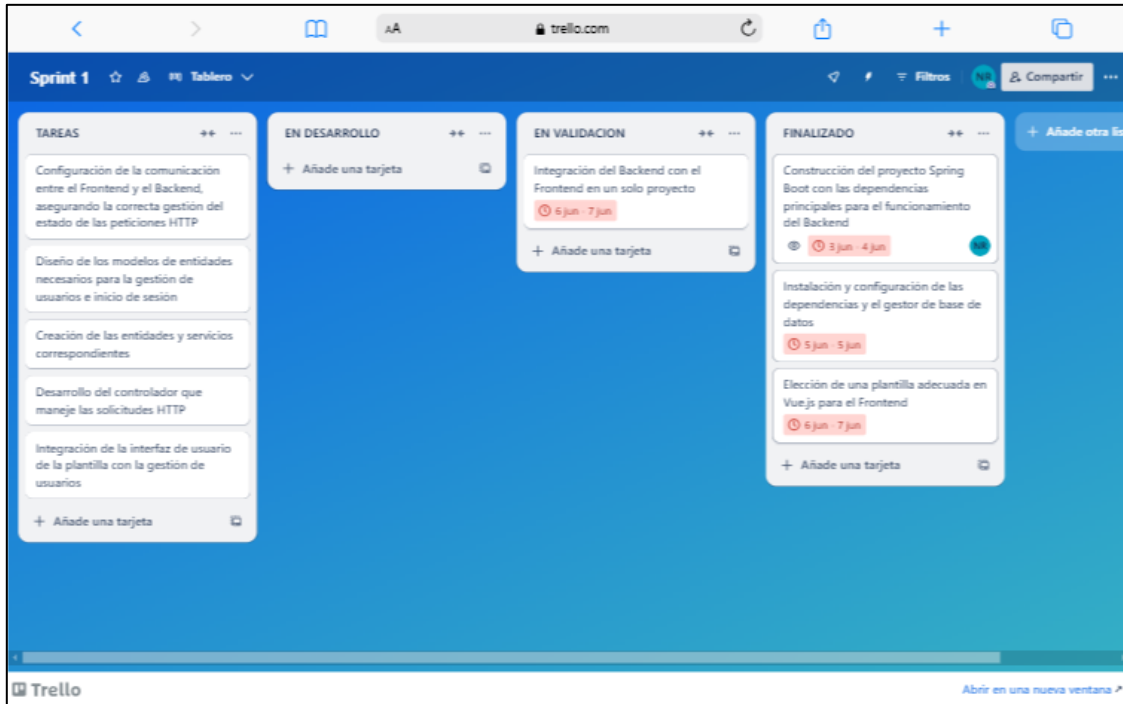 AA
trello.com
Sprint 1
Tablero
Filtros
NR
Compartir
TAREAS
Configuración de la comunicación
entre el Frontend y el Backend,
asegurando la correcta gestión del
estado de las peticiones HTTP
Diseño de los modelos de entidades
necesarios para la gestión de
usuarios e inicio de sesión
Creación de las entidades y servicios
correspondientes
Desarrollo del controlador que
maneje las solicitudes HTTP
Integración de la interfaz de usuario
de la plantilla con la gestión de
usuarios
+ Añade una tarjeta
EN DESARROLLO
+ Añade una tarjeta
EN VALIDACION
Integración del Backend con el
Frontend en un solo proyecto
6 jun - 7 jun
+ Añade una tarjeta
FINALIZADO
Construcción del proyecto Spring
Boot con las dependencias
principales para el funcionamiento
del Backend
3 jun - 4 jun
NR
Instalación y configuración de las
dependencias y el gestor de base de
datos
5 jun - 5 jun
Elección de una plantilla adecuada en
Vue.js para el Frontend
6 jun - 7 jun
+ Añade una tarjeta
+ Añade otra lis
Trello
Abrir en una nueva ventana